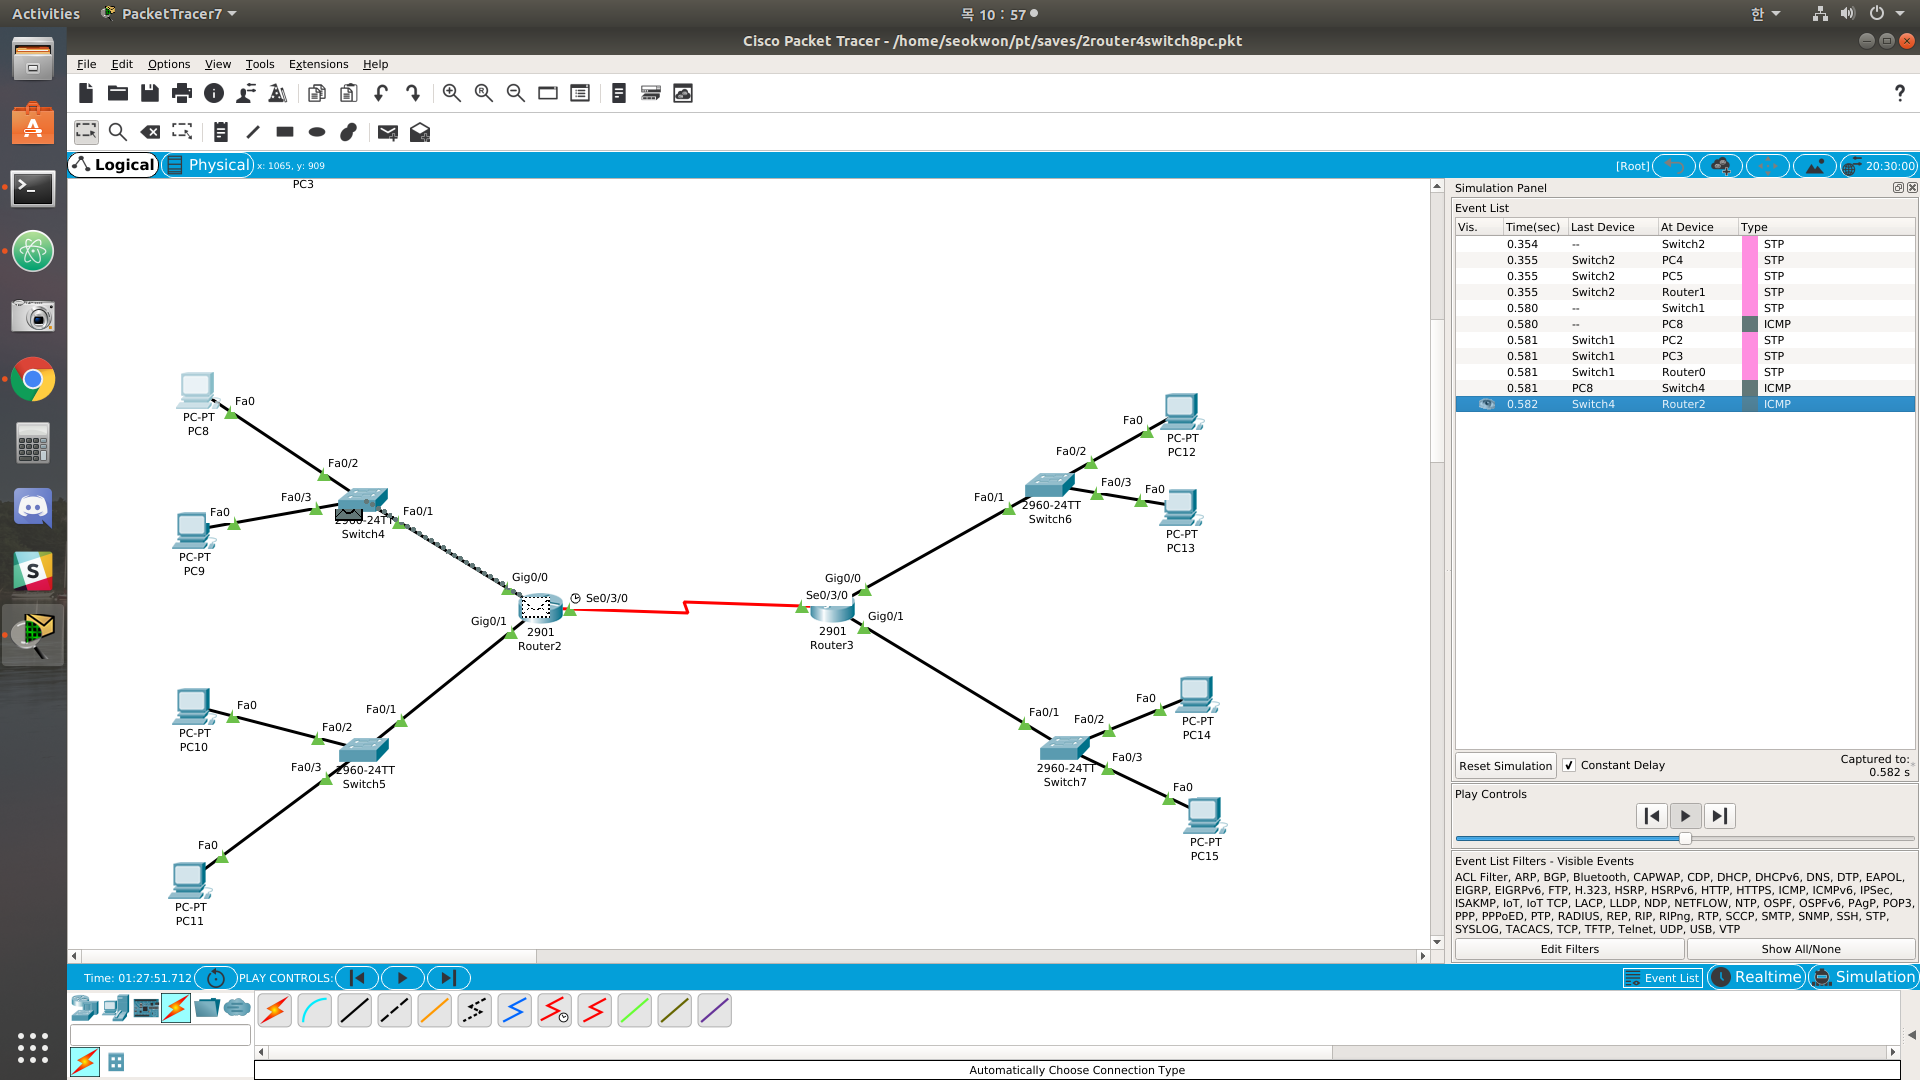 Activities PacketTracer7 목 10 : 57 한
Cisco Packet Tracer - /home/seokwon/pt/saves/2router4switch8pc.pkt
File Edit Options View Tools Extensions Help
?
Logical Physical x: 1065, y: 909 [Root] 20:30:00
PC3
Simulation Panel
Event List
Vis. Time(sec) Last Device At Device Type
0.354 -- Switch2 STP
0.355 Switch2 PC4 STP
0.355 Switch2 PC5 STP
0.355 Switch2 Router1 STP
0.580 -- Switch1 STP
0.580 -- PC8 ICMP
0.581 Switch1 PC2 STP
0.581 Switch1 PC3 STP
0.581 Switch1 Router0 STP
0.581 PC8 Switch4 ICMP
0.582 Switch4 Router2 ICMP
Fa0
PC-PT
PC8
Fa0/2
Fa0/3
Fa0/1
2960-24TT
Switch4
Fa0
PC-PT
PC9
Gig0/0
Se0/3/0
Gig0/1
2901
Router2
Fa0
PC-PT
PC10
Fa0/1
Fa0/2
Fa0/3
2960-24TT
Switch5
Fa0
PC-PT
PC11
Fa0
PC-PT
PC12
Fa0/2
Fa0/3
Fa0
Fa0/1
2960-24TT
Switch6
PC-PT
PC13
Gig0/0
Se0/3/0
Gig0/1
2901
Router3
Fa0
PC-PT
PC14
Fa0/1
Fa0/2
Fa0/3
2960-24TT
Switch7
Fa0
PC-PT
PC15
Reset Simulation Constant Delay
Captured to:
0.582 s
Play Controls
Event List Filters - Visible Events
ACL Filter, ARP, BGP, Bluetooth, CAPWAP, CDP, DHCP, DHCPv6, DNS, DTP, EAPOL,
EIGRP, EIGRPv6, FTP, H.323, HSRP, HSRPv6, HTTP, HTTPS, ICMP, ICMPv6, IPSec,
ISAKMP, IoT, IoT TCP, LACP, LLDP, NDP, NETFLOW, NTP, OSPF, OSPFv6, PAgP, POP3,
PPP, PPPoED, PTP, RADIUS, REP, RIP, RIPng, RTP, SCCP, SMTP, SNMP, SSH, STP,
SYSLOG, TACACS, TCP, TFTP, Telnet, UDP, USB, VTP
Edit Filters Show All/None
Time: 01:27:51.712 PLAY CONTROLS: Event List Realtime Simulation
Automatically Choose Connection Type